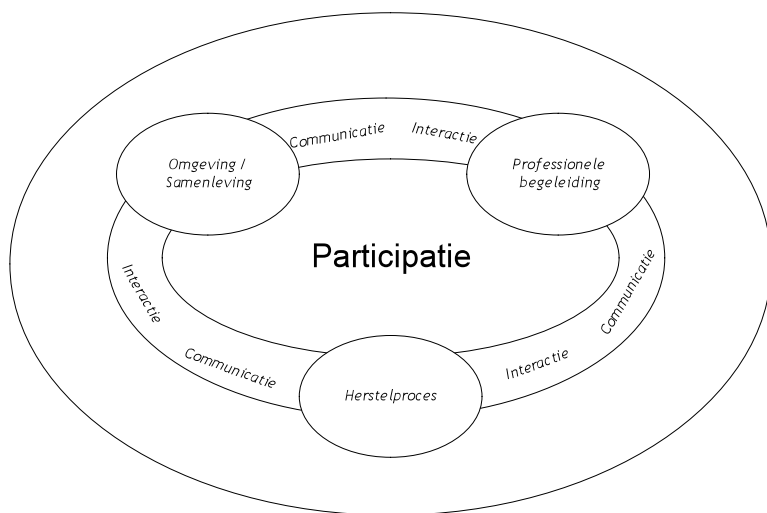 Communicatie Interactie
Omgeving /
Samenleving
Professionele
begeleiding
Participatie
Interactie
Communicatie
Communicatie
Interactie
Herstelproces